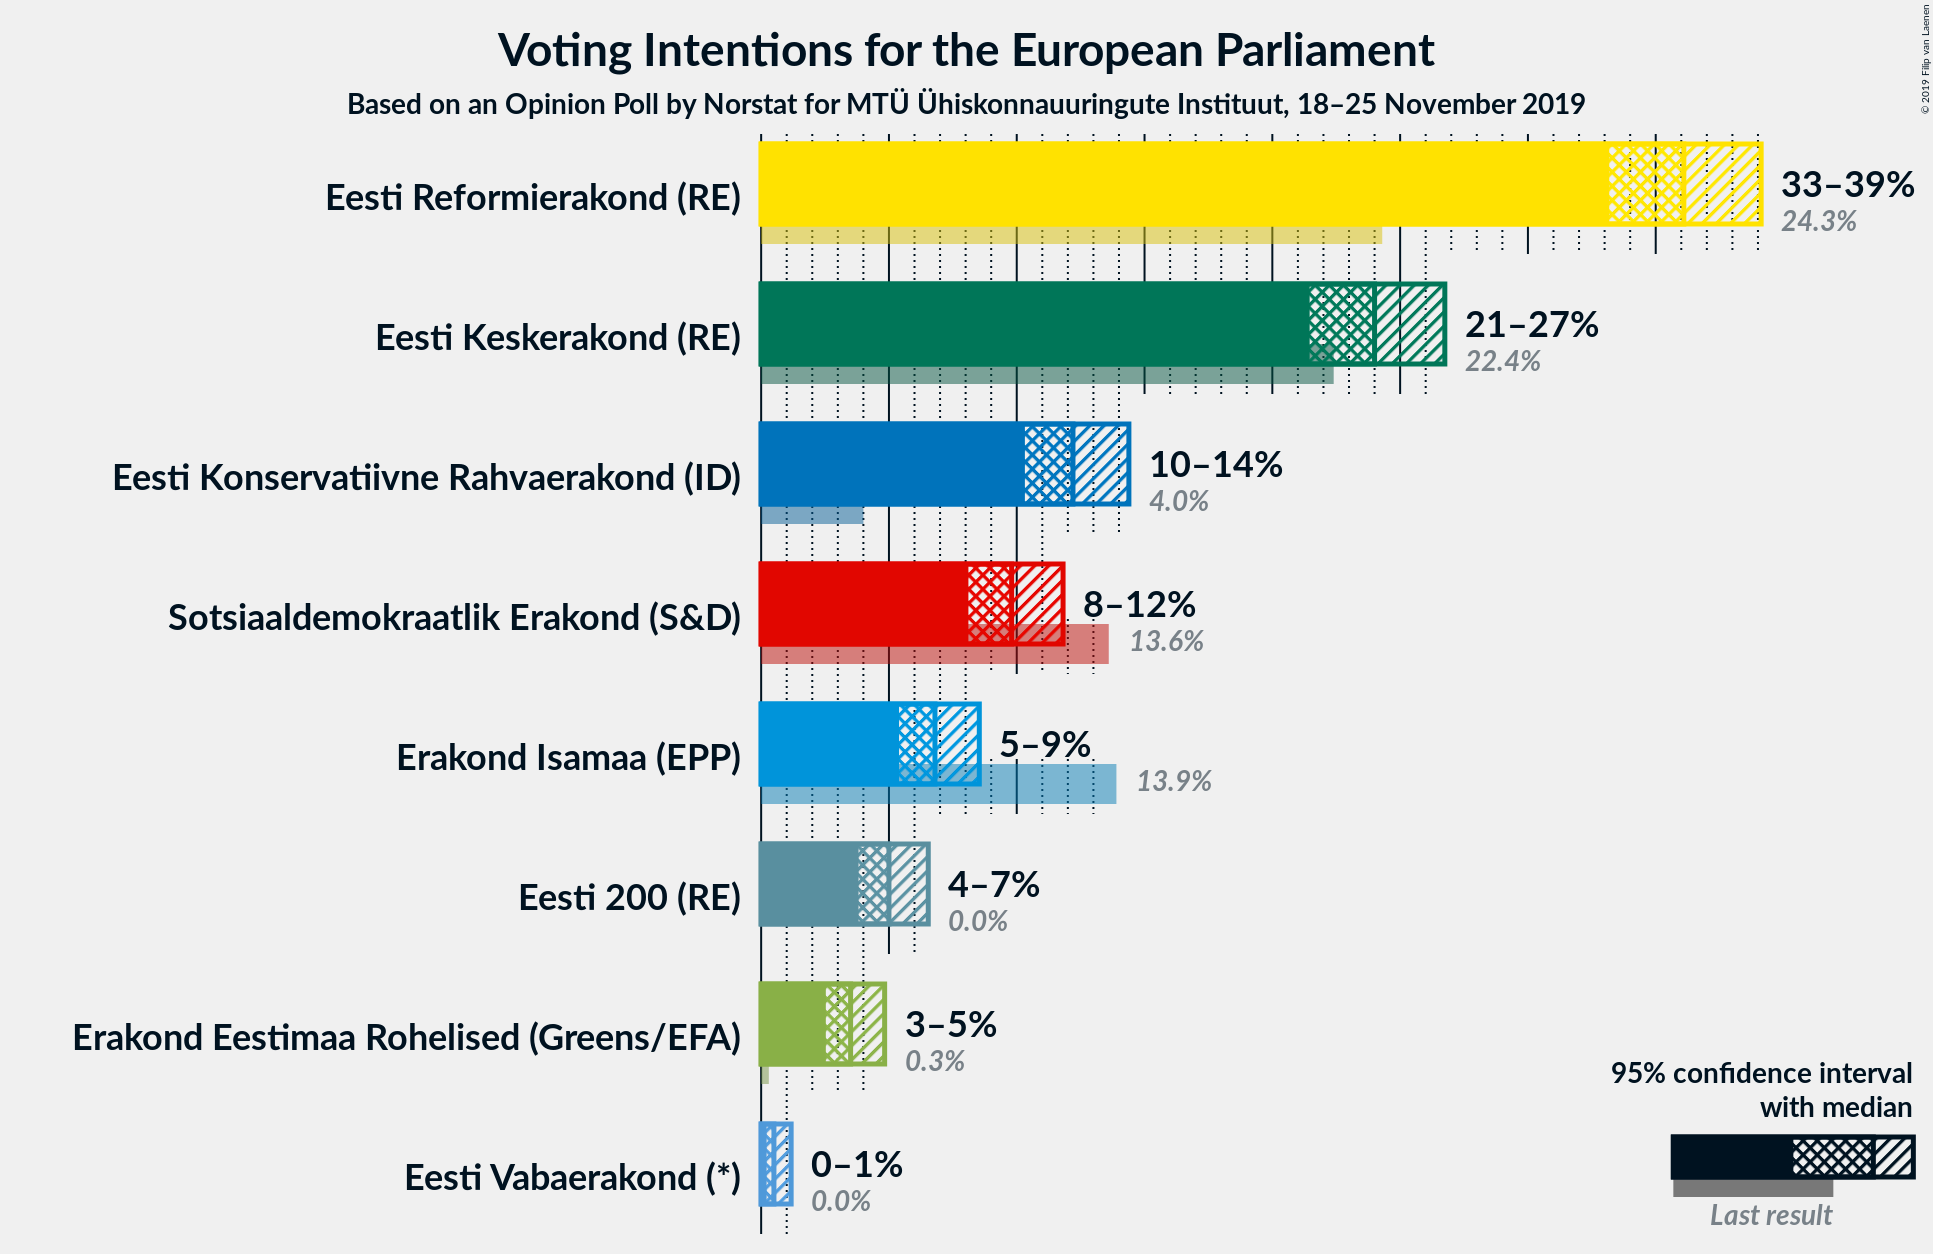 Voting Intentions for the European Parliament
Based on an Opinion Poll by Norstat for MTÜ Ühiskonnauuringute Instituut, 18–25 November 2019
© 2019 Filip van Laenen
Eesti Reformierakond (RE)
33–39%
24.3%
Eesti Keskerakond (RE)
21–27%
22.4%
Eesti Konservatiivne Rahvaerakond (ID)
10–14%
4.0%
Sotsiaaldemokraatlik Erakond (S&D)
8–12%
13.6%
Erakond Isamaa (EPP)
5–9%
13.9%
Eesti 200 (RE)
4–7%
0.0%
Erakond Eestimaa Rohelised (Greens/EFA)
3–5%
0.3%
Eesti Vabaerakond (*)
0–1%
0.0%
95% confidence interval
with median
Last result